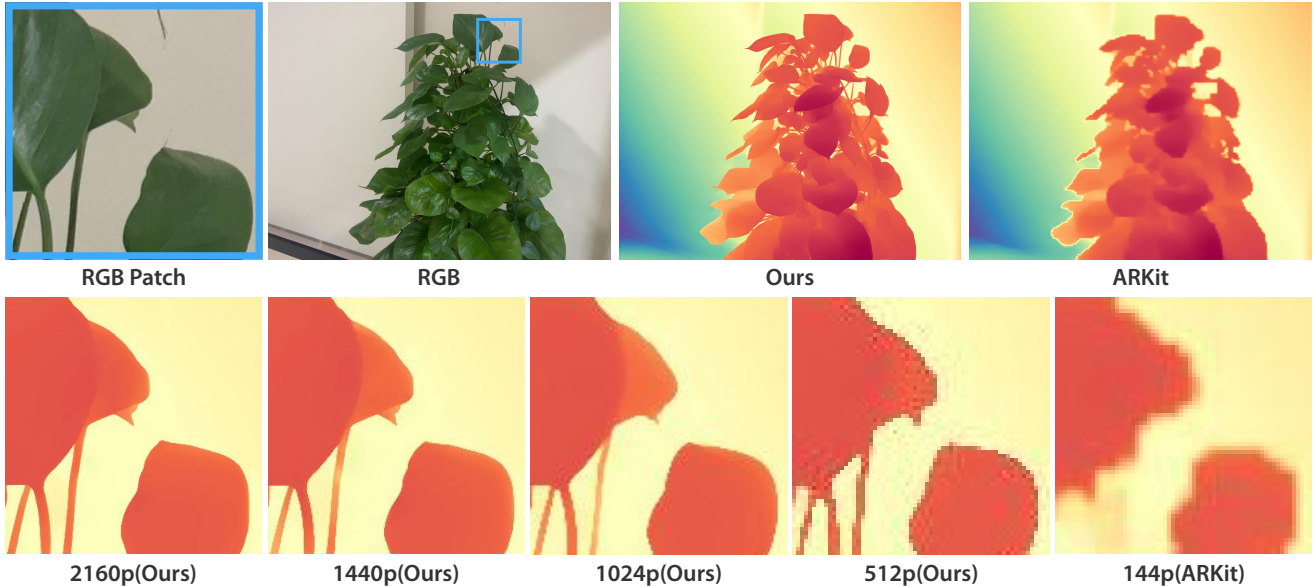 RGB Patch
RGB
Ours
ARKit
2160p(Ours)
1440p(Ours)
1024p(Ours)
512p(Ours)
144p(ARKit)